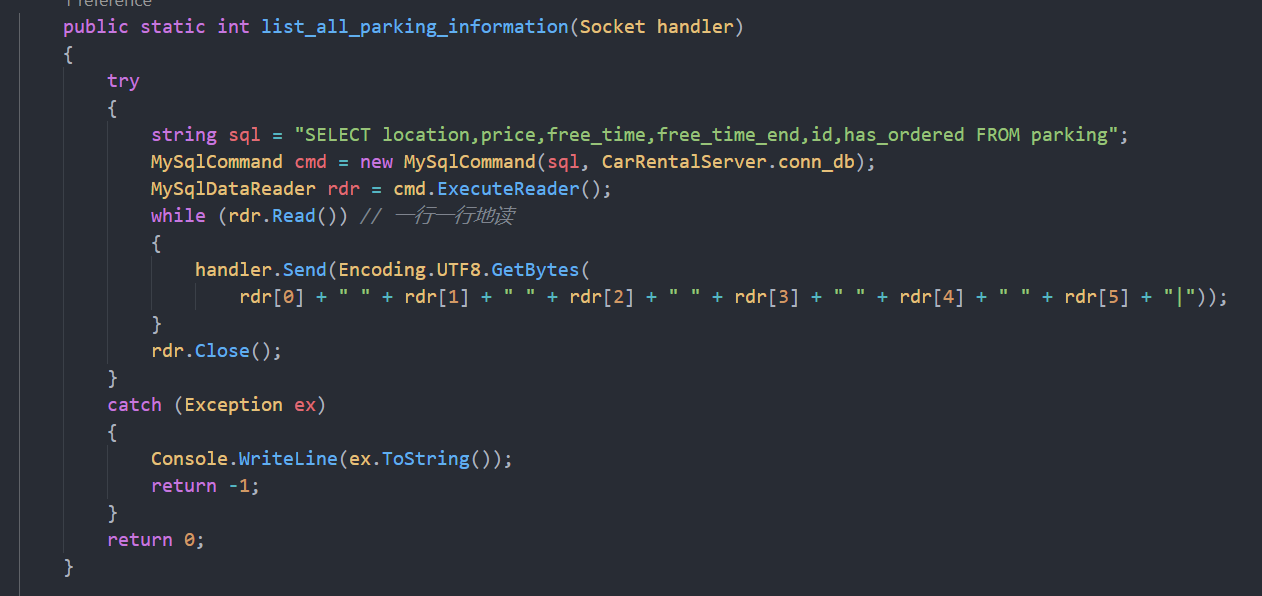 1 reference
public static int list_all_parking_information(Socket handler)
{
try
{
string sql = "SELECT location,price,free_time,free_time_end,id,has_ordered FROM parking";
MySqlCommand cmd = new MySqlCommand(sql, CarRentalServer.conn_db);
MySqlDataReader rdr = cmd.ExecuteReader();
while (rdr.Read()) // 一行一行地读
{
handler.Send(Encoding.UTF8.GetBytes(
rdr[0] + " " + rdr[1] + " " + rdr[2] + " " + rdr[3] + " " + rdr[4] + " " + rdr[5] + "|"));
}
rdr.Close();
}
catch (Exception ex)
{
Console.WriteLine(ex.ToString());
return -1;
}
return 0;
}